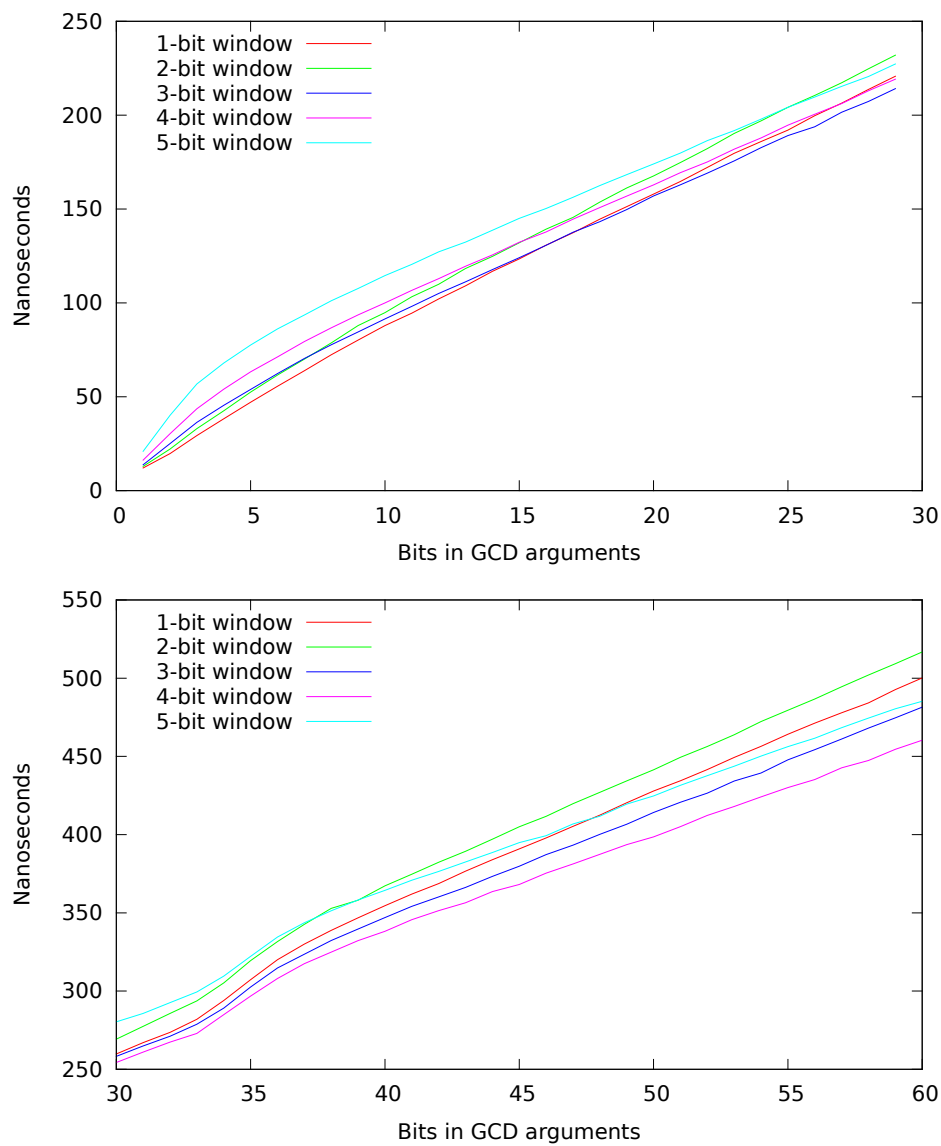 250
200
150
100
50
0
Nanoseconds
1-bit window
2-bit window
3-bit window
4-bit window
5-bit window
0 5 10 15 20 25 30
Bits in GCD arguments
550
500
450
400
350
300
250
Nanoseconds
1-bit window
2-bit window
3-bit window
4-bit window
5-bit window
30 35 40 45 50 55 60
Bits in GCD arguments